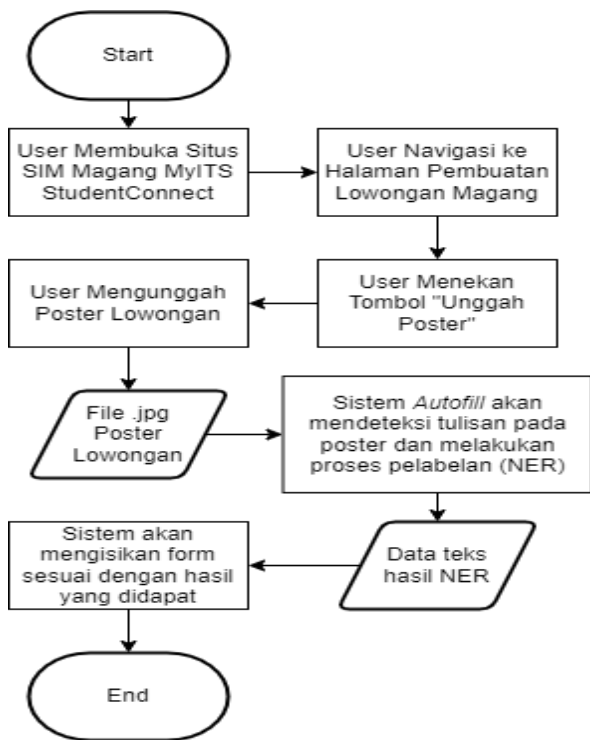 Start
User Membuka Situs
SIM Magang MyITS
StudentConnect
User Navigasi ke
Halaman Pembuatan
Lowongan Magang
User Menekan
Tombol "Unggah
Poster"
User Mengunggah
Poster Lowongan
File .jpg
Poster
Lowongan
Sistem Autofill akan
mendeteksi tulisan pada
poster dan melakukan
proses pelabelan (NER)
Data teks
hasil NER
Sistem akan
mengisikan form
sesuai dengan hasil
yang didapat
End